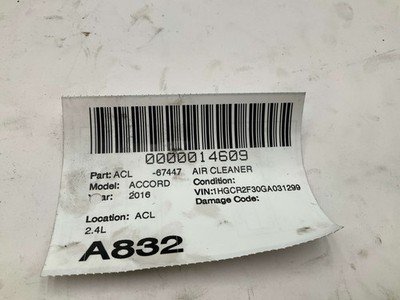 0000014609
Part: ACL -67447 AIR CLEANER
Model: ACCORD Condition:
Year: 2016 VIN:1HGCR2F30GA031299
Damage Code:
Location: ACL
2.4L
A832